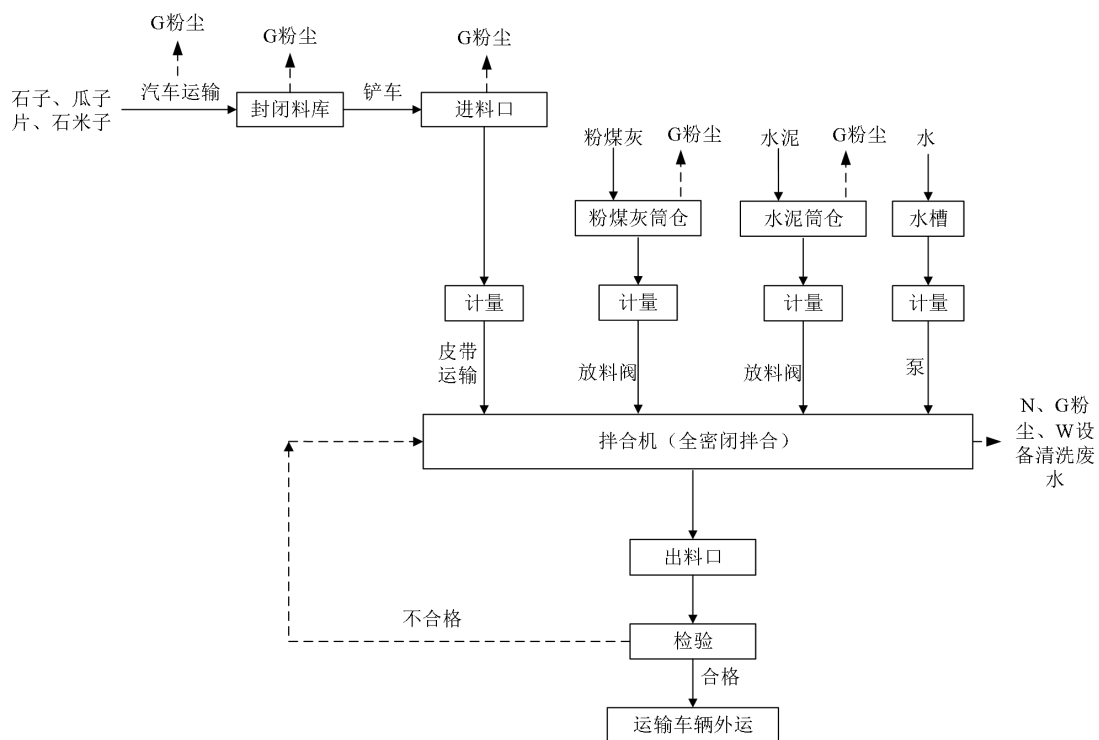 G粉尘
G粉尘
G粉尘
石子、瓜子
片、石米子
汽车运输
封闭料库
铲车
进料口
粉煤灰
G粉尘
水泥
G粉尘
水
粉煤灰筒仓
水泥筒仓
水槽
计量
计量
计量
计量
皮带
运输
放料阀
放料阀
泵
拌合机（全密闭拌合）
N、G粉
尘、W设
备清洗废
水
出料口
不合格
检验
合格
运输车辆外运